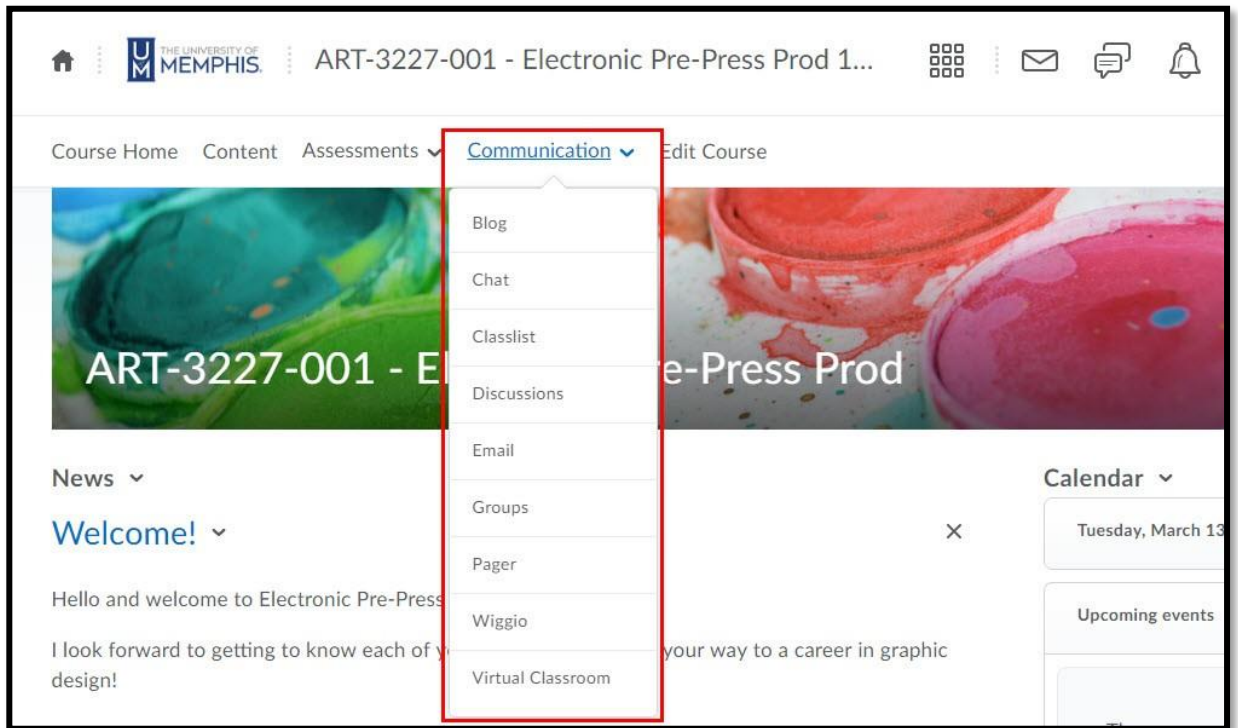 THE UNIVERSITY OF
MEMPHIS.
ART-3227-001 - Electronic Pre-Press Prod 1...
Course Home Content Assessments Communication Edit Course
Blog
Chat
Classlist
ART-3227-001 - E e-Press Prod
Discussions
Email
News
Calendar
Groups
Welcome!
Tuesday, March 13
Pager
Hello and welcome to Electronic Pre-Press
Wiggio
Upcoming events
I look forward to getting to know each of y your way to a career in graphic
design!
Virtual Classroom